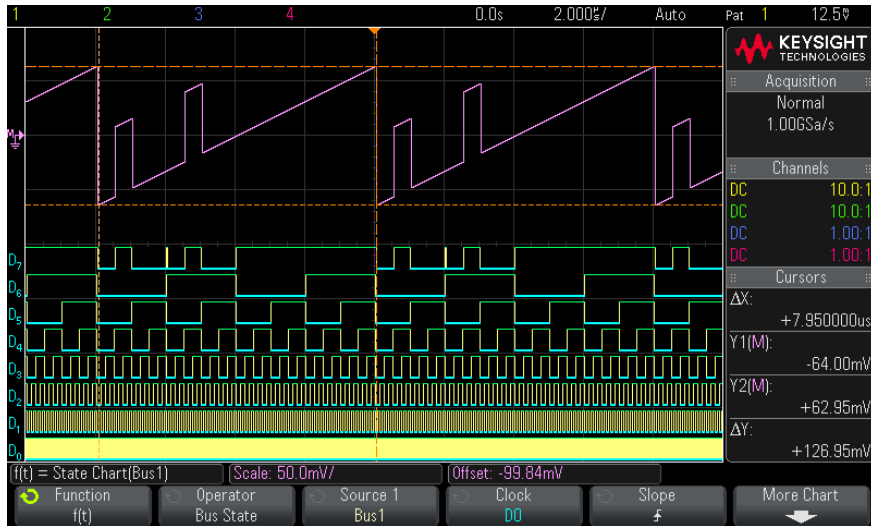 1 2 3 4 0.0s 2.000㎲/ Auto Pat 1 12.5V
KEYSIGHT
TECHNOLOGIES
Acquisition
Normal
1.00GSa/s
Channels
DC 10.0:1
DC 10.0:1
DC 1.00:1
DC 1.00:1
Cursors
ΔX:
+7.950000us
Y1(M):
-64.00mV
Y2(M):
+62.95mV
ΔY:
+126.95mV
M
D7
D6
D5
D4
D3
D2
D1
D0
f(t) = State Chart(Bus1) Scale: 50.0mV/ Offset: -99.84mV
Function Operator Source 1 Clock Slope More Chart
f(t) Bus State Bus1 D0